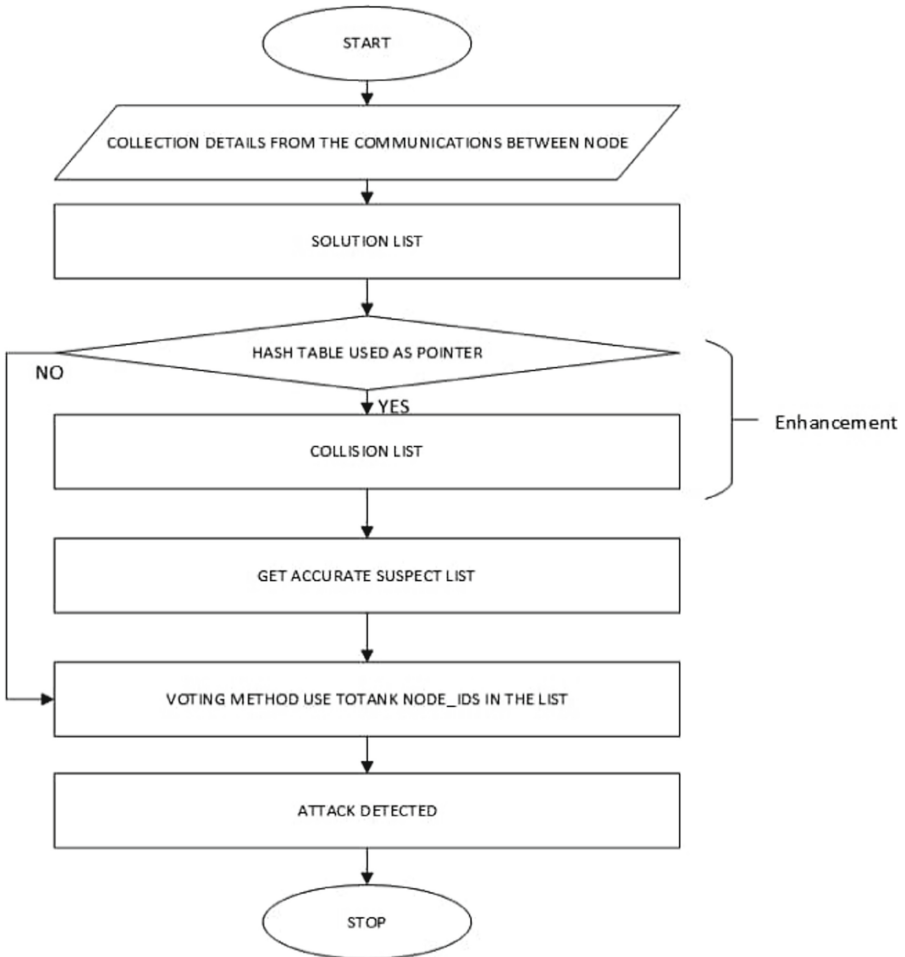 START
COLLECTION DETAILS FROM THE COMMUNICATIONS BETWEEN NODE
SOLUTION LIST
HASH TABLE USED AS POINTER
NO
YES
COLLISION LIST
Enhancement
GET ACCURATE SUSPECT LIST
VOTING METHOD USE TOTANK NODE_IDS IN THE LIST
ATTACK DETECTED
STOP